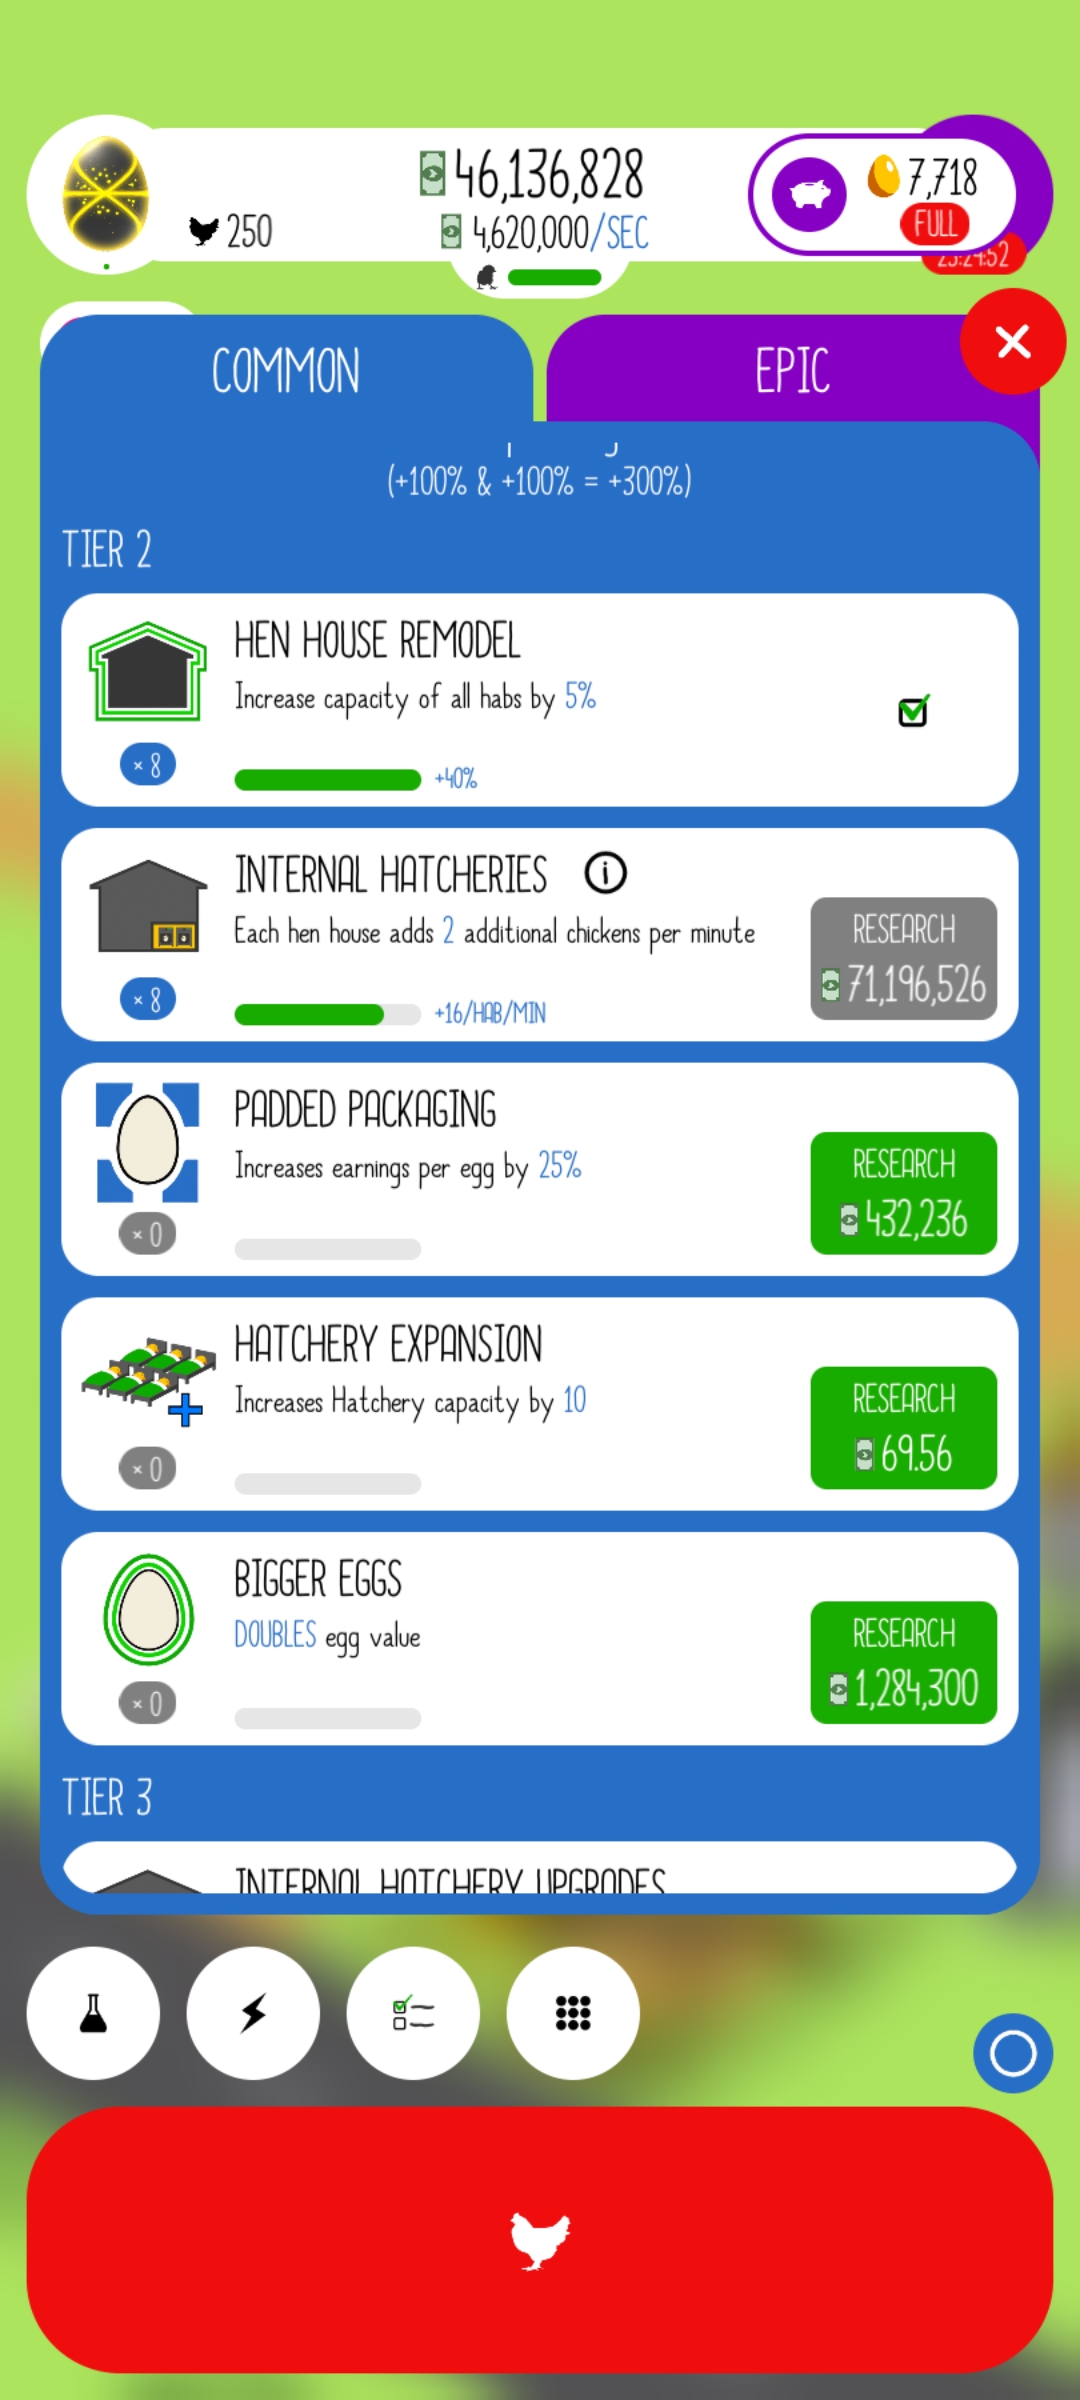 46,136,828
7,718
250
4,620,000/SEC
FULL
23:24:52
COMMON
EPIC
(+100% & +100% = +300%)
TIER 2
HEN HOUSE REMODEL
Increase capacity of all habs by 5%
× 8
+40%
INTERNAL HATCHERIES
Each hen house adds 2 additional chickens per minute
RESEARCH
71,196,526
× 8
+16/HAB/MIN
PADDED PACKAGING
Increases earnings per egg by 25%
RESEARCH
432,236
× 0
HATCHERY EXPANSION
Increases Hatchery capacity by 10
RESEARCH
69.56
× 0
BIGGER EGGS
DOUBLES egg value
RESEARCH
1,284,300
× 0
TIER 3
INTERNAL HATCHERY UPGRADES